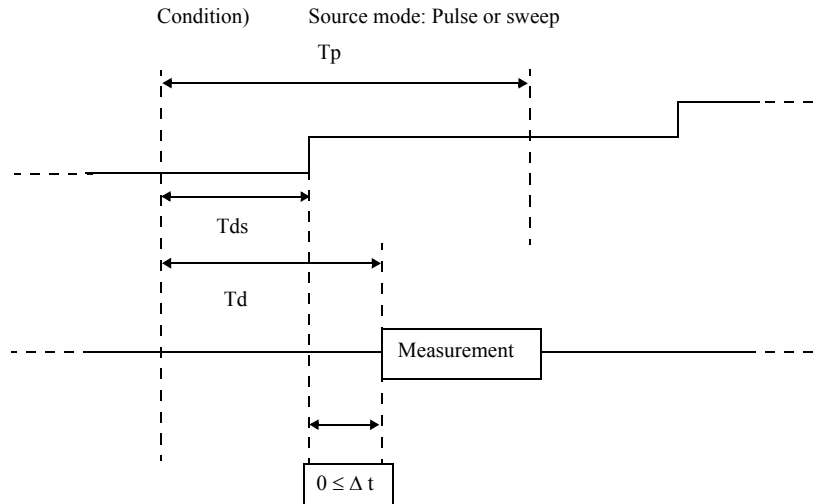 Condition) Source mode: Pulse or sweep
Tp
Tds
Td
Measurement
0 ≤ Δ t